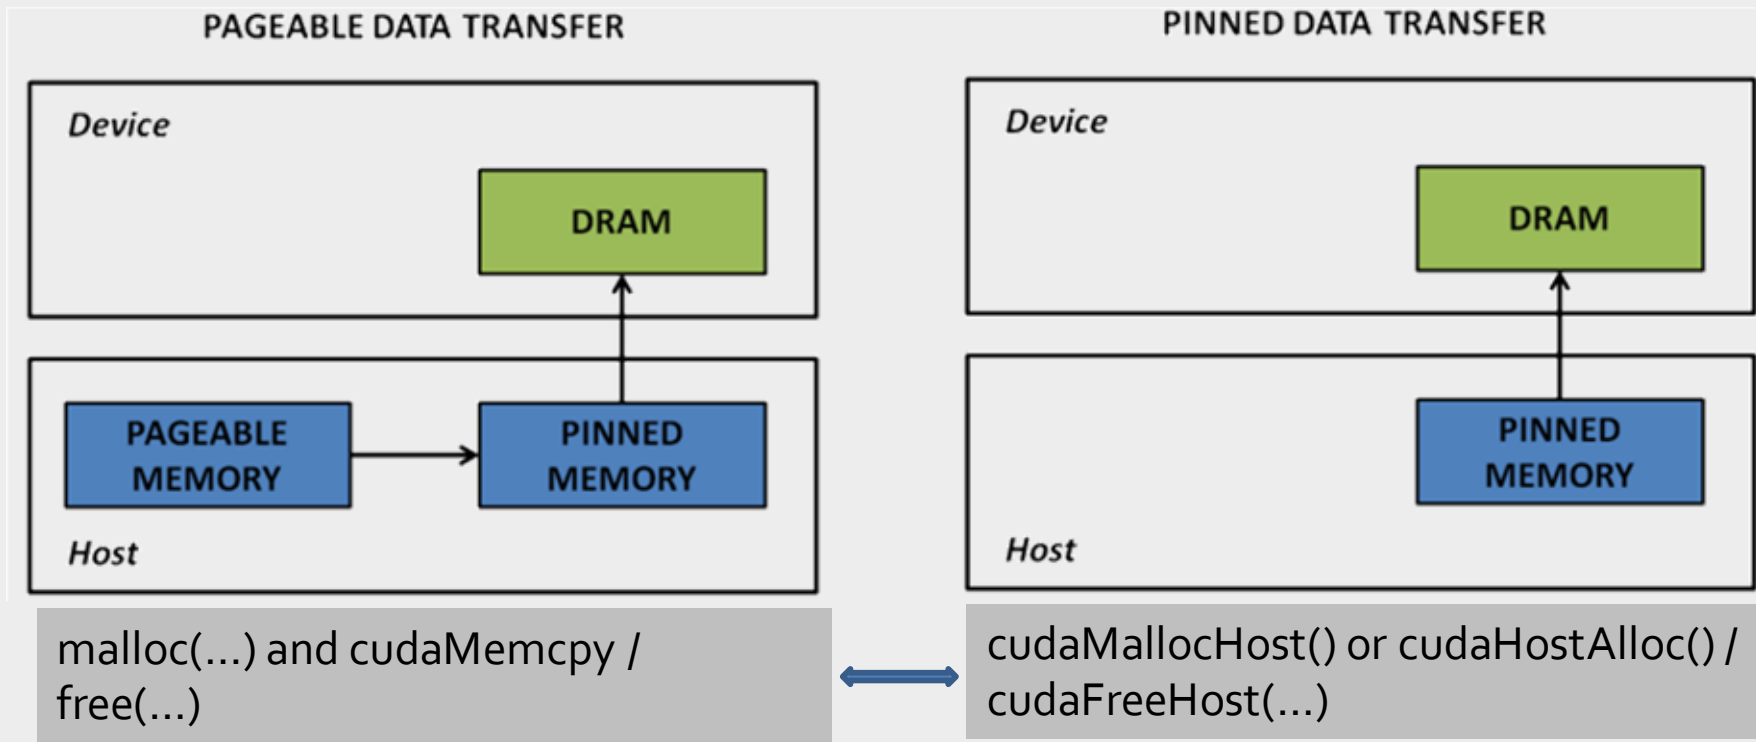 PAGEABLE DATA TRANSFER
Device
DRAM
PAGEABLE
MEMORY
PINNED
MEMORY
Host
malloc(...) and cudaMemcpy /
free(...)
PINNED DATA TRANSFER
Device
DRAM
PINNED
MEMORY
Host
cudaMallocHost() or cudaHostAlloc() /
cudaFreeHost(...)